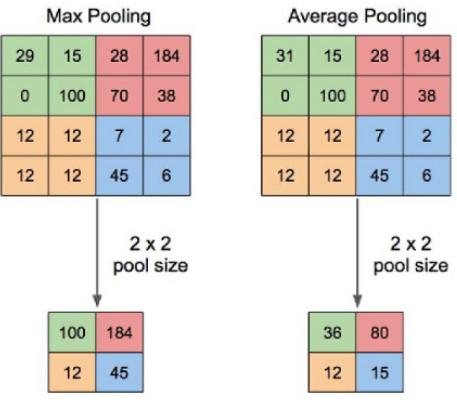 Max Pooling
29 15 28 184
0 100 70 38
12 12 7 2
12 12 45 6
2 x 2
pool size
100 184
12 45
Average Pooling
31 15 28 184
0 100 70 38
12 12 7 2
12 12 45 6
2 x 2
pool size
36 80
12 15